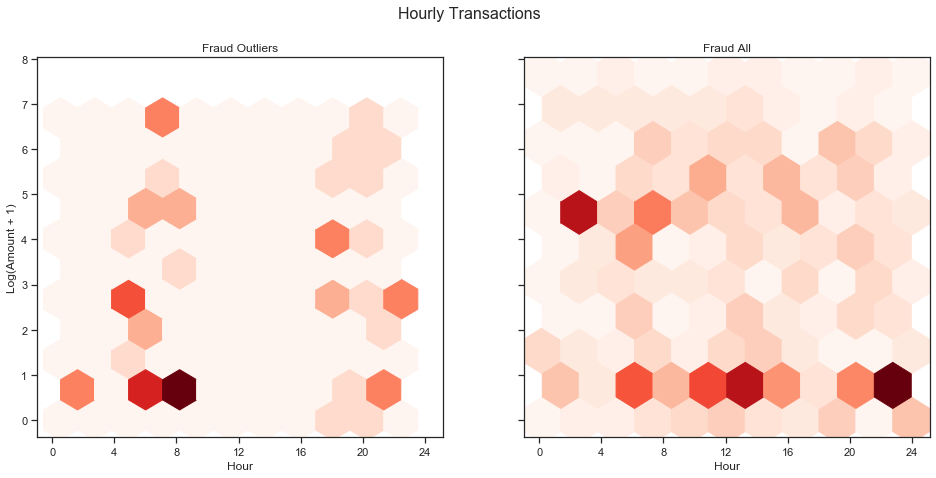 Hourly Transactions
Fraud Outliers
Fraud All
8
7
6
5
4
3
2
1
0
Log(Amount + 1)
0 4 8 12 16 20 24
0 4 8 12 16 20 24
Hour
Hour